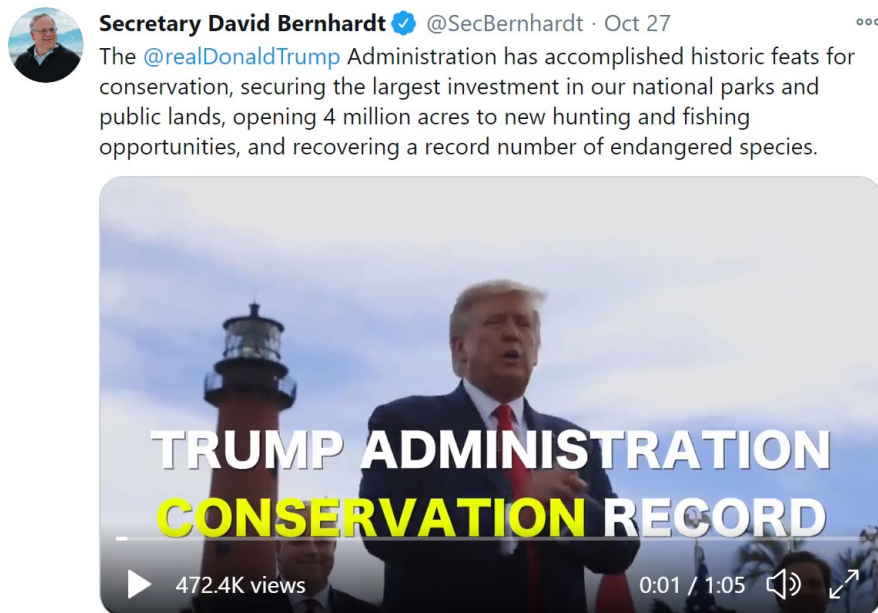 Secretary David Bernhardt @SecBernhardt · Oct 27
The @realDonaldTrump Administration has accomplished historic feats for
conservation, securing the largest investment in our national parks and
public lands, opening 4 million acres to new hunting and fishing
opportunities, and recovering a record number of endangered species.
TRUMP ADMINISTRATION
CONSERVATION RECORD
472.4K views
0:01 / 1:05